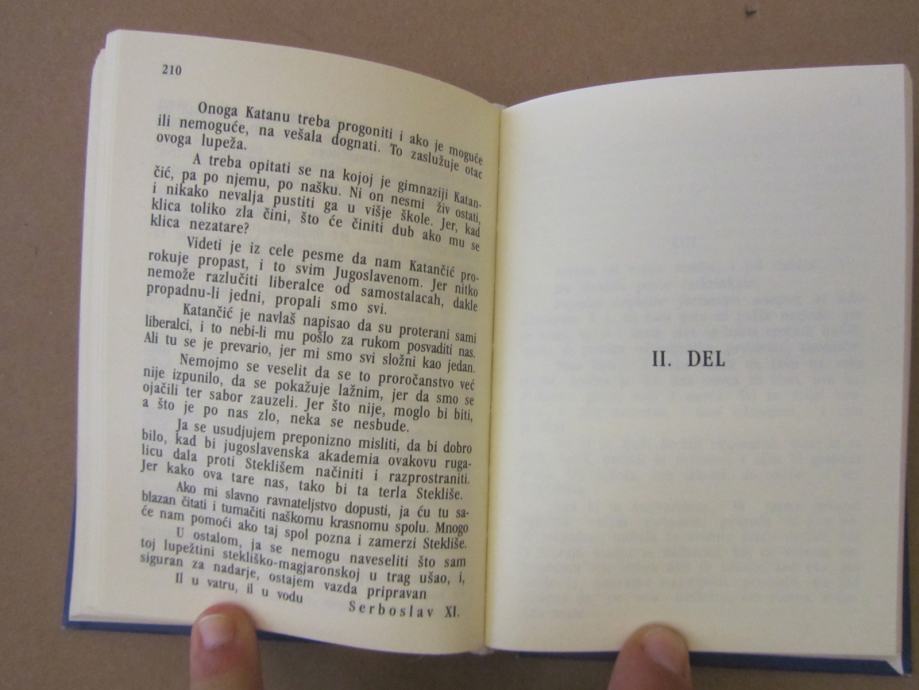 210
Onoga Katanu treba progoniti i ako je moguće
ili nemoguće, na vešala dognati. To zaslužuje otac
ovoga lupeža.
A treba opitati se na kojoj je gimnaziji Katan-
čić, pa po njemu, po našku. Ni on nesmi živ ostati,
i nikako nevalja pustiti ga u višje škole. Jer, kad
klica toliko zla čini, što će činiti dub ako mu se
klica nezatare?
Videti je iz cele pesme da nam Katančić pro-
rokuje propast, i to svim Jugoslavenom. Jer nitko
nemože razlučiti liberalce od samostalacah, dakle
propadnu-li jedni, propali smo svi.
Katančić je navlaš napisao da su proterani sami
liberalci, i to nebi-li mu pošlo za rukom posvaditi nas.
Ali tu se je prevario, jer mi smo svi složni kao jedan.
Nemojmo se veselit da se to proročanstvo već
nije izpunilo, da se pokažuje lažnim, jer da smo se
ojačili ter sabor zauzeli. Jer što nije, moglo bi biti,
a što je po nas zlo, neka se nesbude.
Ja se usudjujem preponizno misliti, da bi dobro
bilo, kad bi jugoslavenska akademia ovakovu ruga-
licu dala proti Steklišem načiniti i razprostraniti.
Jer kako ova tare nas, tako bi ta terla Stekliše.
Ako mi slavno ravnateljstvo dopusti, ja ću tu sa-
blazan čitati i tumačiti naškomu krasnomu spolu. Mnogo
će nam pomoći ako taj spol pozna i zamerzi Stekliše.
U ostalom, ja se nemogu naveseliti što sam
toj lupežtini stekliško-magjaronskoj u trag ušao, i,
siguran za nadarje, ostajem vazda pripravan
Il u vatru, il u vodu
Serboslav XI.
II. DEL